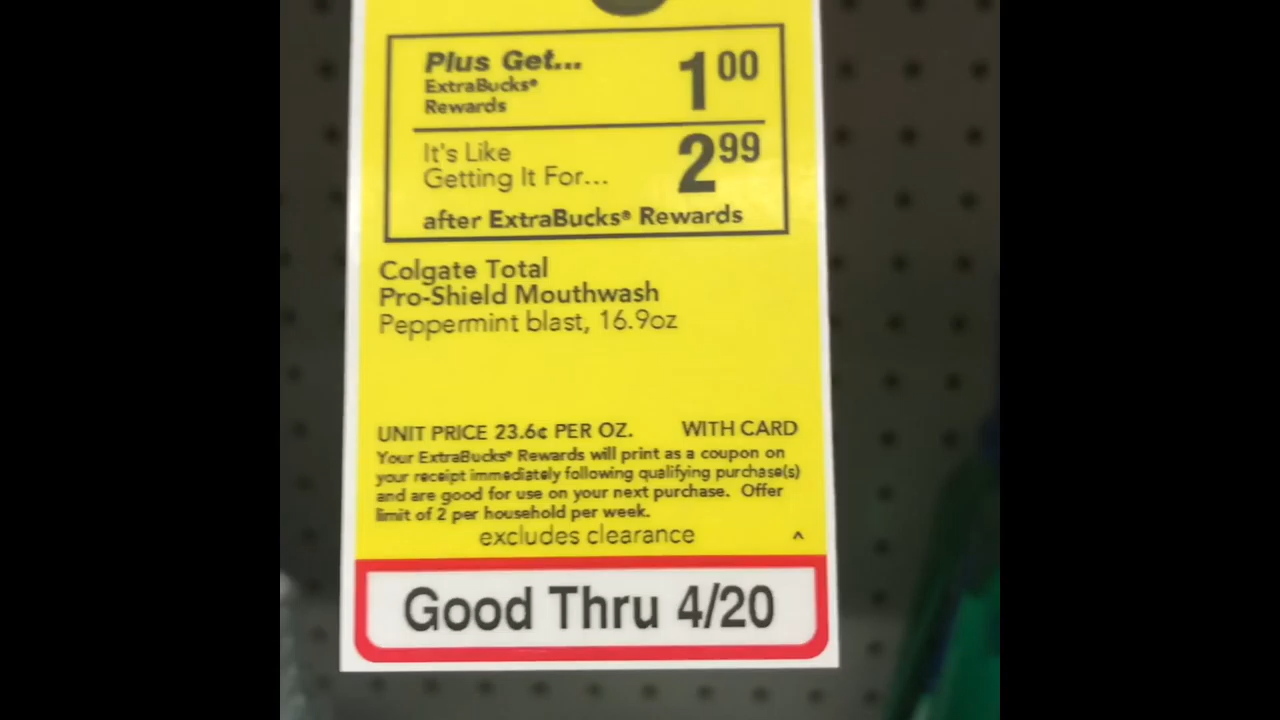 Plus Get... 1 00
ExtraBucks®
Rewards
It's Like 2 99
Getting It For...
after ExtraBucks® Rewards
Colgate Total
Pro-Shield Mouthwash
Peppermint blast, 16.9oz
UNIT PRICE 23.6¢ PER OZ. WITH CARD
Your ExtraBucks® Rewards will print as a coupon on
your receipt immediately following qualifying purchase(s)
and are good for use on your next purchase. Offer
limit of 2 per household per week.
excludes clearance ^
Good Thru 4/20